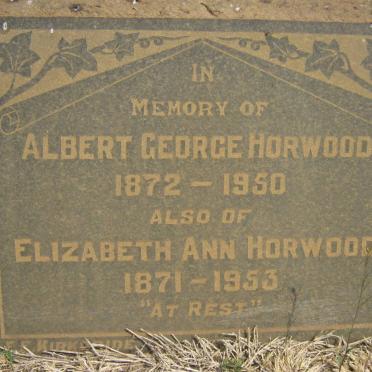 IN
MEMORY OF
ALBERT GEORGE HORWOOD
1872 - 1950
ALSO OF
ELIZABETH ANN HORWOOD
1871 - 1953
"AT REST"